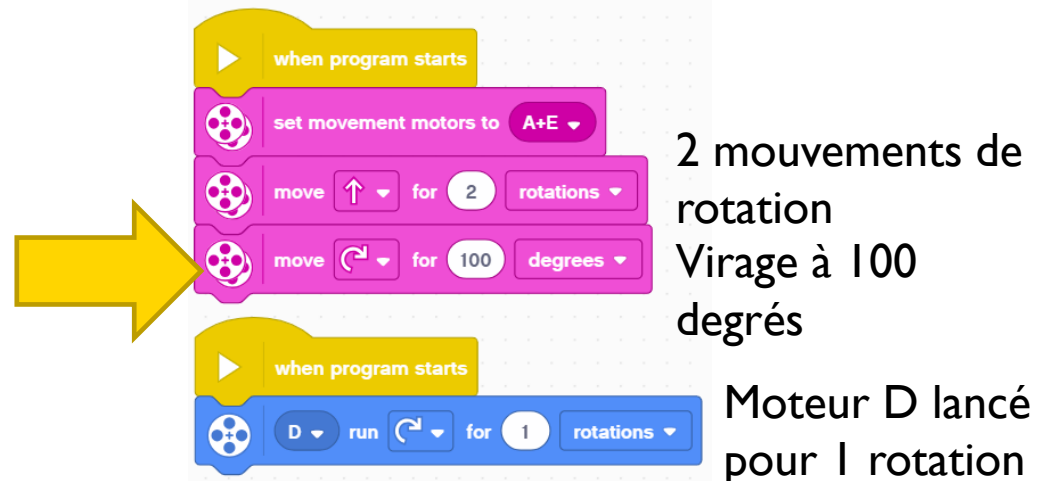 when program starts
set movement motors to A+E
move for 2 rotations
move for 100 degrees
2 mouvements de
rotation
Virage à 100
degrés
when program starts
D run for 1 rotations
Moteur D lancé
pour 1 rotation